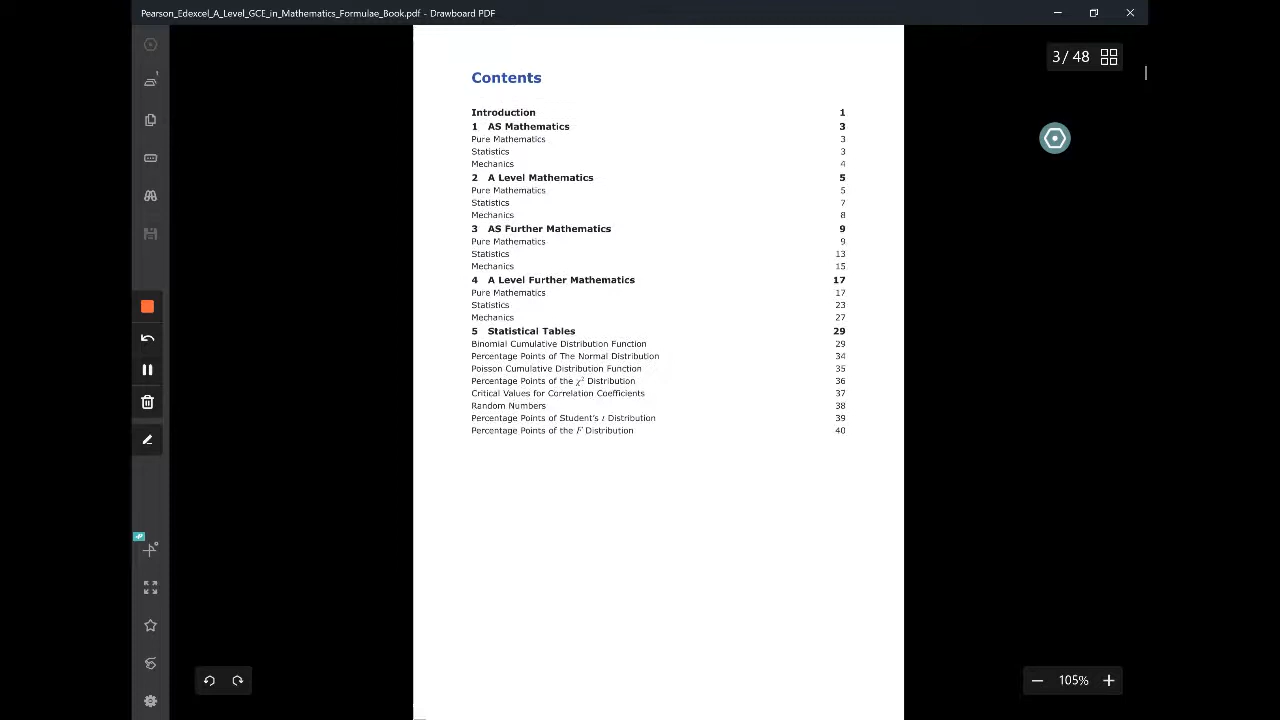 Pearson_Edexcel_A_Level_GCE_in_Mathematics_Formulae_Book.pdf - Drawboard PDF
3 / 48
Contents
Introduction 1
1 AS Mathematics 3
Pure Mathematics 3
Statistics 3
Mechanics 4
2 A Level Mathematics 5
Pure Mathematics 5
Statistics 7
Mechanics 8
3 AS Further Mathematics 9
Pure Mathematics 9
Statistics 13
Mechanics 15
4 A Level Further Mathematics 17
Pure Mathematics 17
Statistics 23
Mechanics 27
5 Statistical Tables 29
Binomial Cumulative Distribution Function 29
Percentage Points of The Normal Distribution 34
Poisson Cumulative Distribution Function 35
Percentage Points of the χ² Distribution 36
Critical Values for Correlation Coefficients 37
Random Numbers 38
Percentage Points of Student's t Distribution 39
Percentage Points of the F Distribution 40
105%